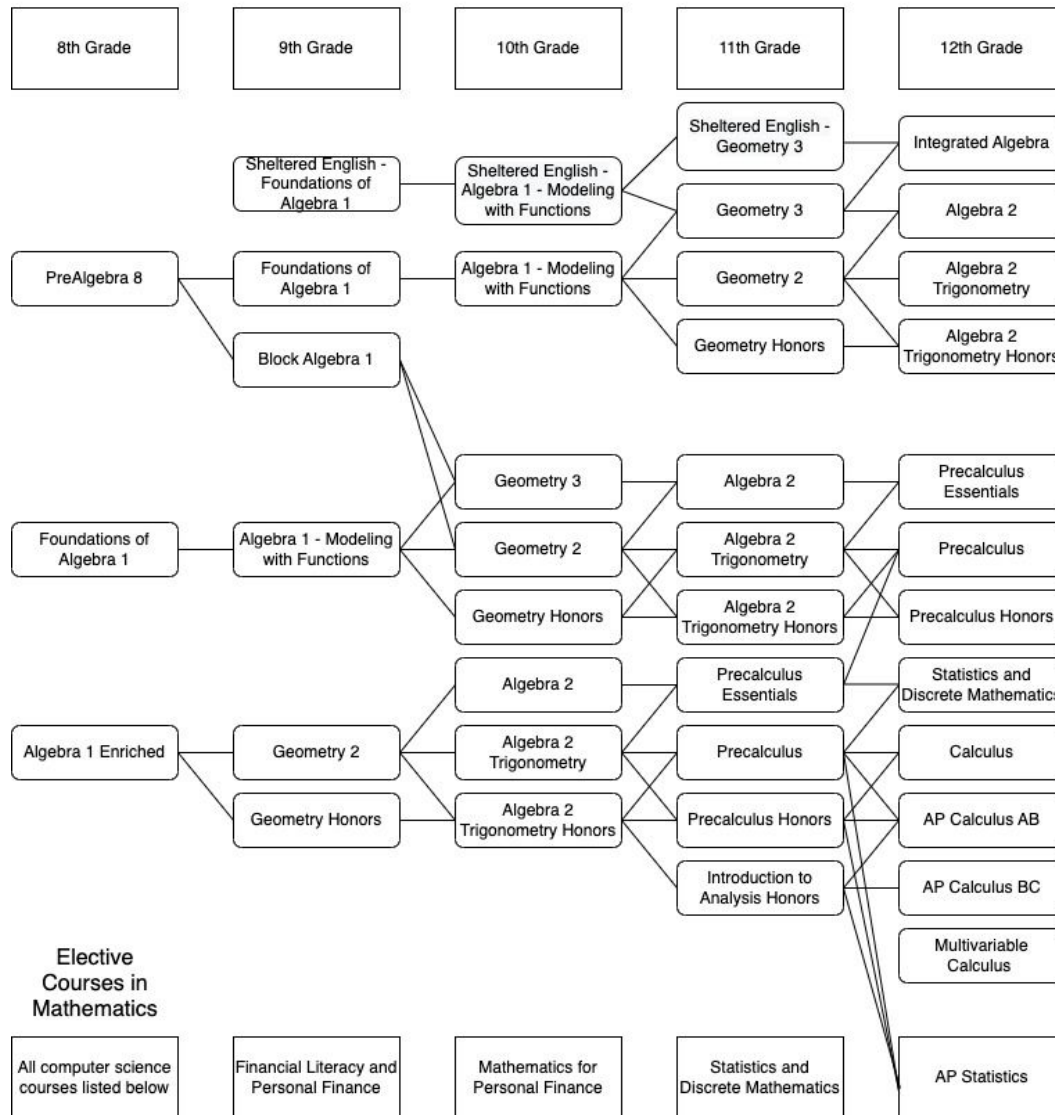 8th Grade
9th Grade
10th Grade
11th Grade
12th Grade
Sheltered English -
Foundations of
Algebra 1
Sheltered English -
Algebra 1 - Modeling
with Functions
Sheltered English -
Geometry 3
Integrated Algebra
Geometry 3
Algebra 2
PreAlgebra 8
Foundations of
Algebra 1
Algebra 1 - Modeling
with Functions
Geometry 2
Algebra 2
Trigonometry
Block Algebra 1
Geometry Honors
Algebra 2
Trigonometry Honors
Geometry 3
Algebra 2
Precalculus
Essentials
Foundations of
Algebra 1
Algebra 1 - Modeling
with Functions
Geometry 2
Algebra 2
Trigonometry
Precalculus
Geometry Honors
Algebra 2
Trigonometry Honors
Precalculus Honors
Algebra 2
Precalculus
Essentials
Statistics and
Discrete Mathematics
Algebra 1 Enriched
Geometry 2
Algebra 2
Trigonometry
Precalculus
Calculus
Geometry Honors
Algebra 2
Trigonometry Honors
Precalculus Honors
AP Calculus AB
Introduction to
Analysis Honors
AP Calculus BC
Multivariable
Calculus
Elective
Courses in
Mathematics
All computer science
courses listed below
Financial Literacy and
Personal Finance
Mathematics for
Personal Finance
Statistics and
Discrete Mathematics
AP Statistics